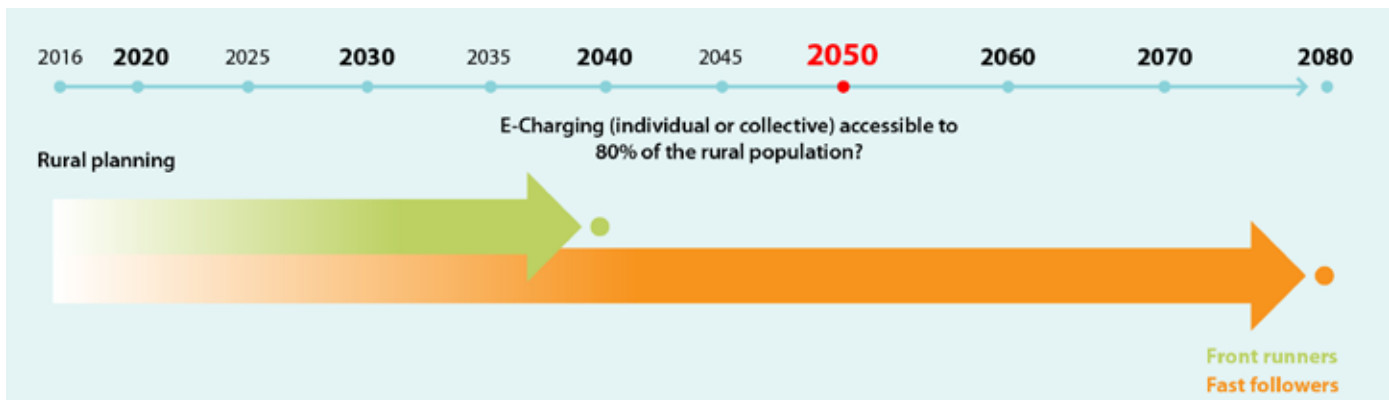 2016 2020 2025 2030 2035 2040 2045 2050 2060 2070 2080
E-Charging (individual or collective) accessible to
80% of the rural population?
Rural planning
Front runners
Fast followers